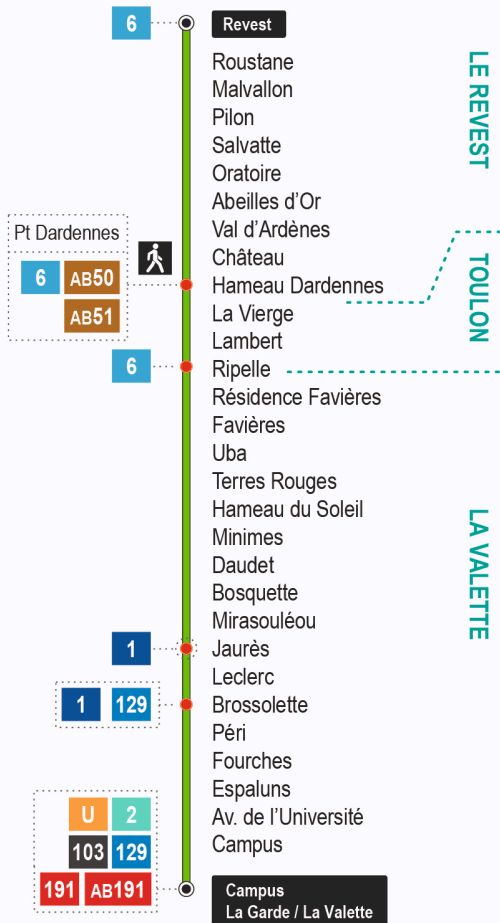 6
Revest
Roustane
Malvallon
Pilon
Salvatte
Oratoire
Abeilles d'Or
Val d'Ardènes
Château
Hameau Dardennes
La Vierge
Lambert
Ripelle
Résidence Favières
Favières
Uba
Terres Rouges
Hameau du Soleil
Minimes
Daudet
Bosquette
Mirasouléou
Jaurès
Leclerc
Brossolette
Péri
Fourches
Espaluns
Av. de l'Université
Campus
Campus
La Garde / La Valette
Pt Dardennes
6 AB50
AB51
6
1
1 129
U 2
103 129
191 AB191
LE REVEST
TOULON
LA VALETTE